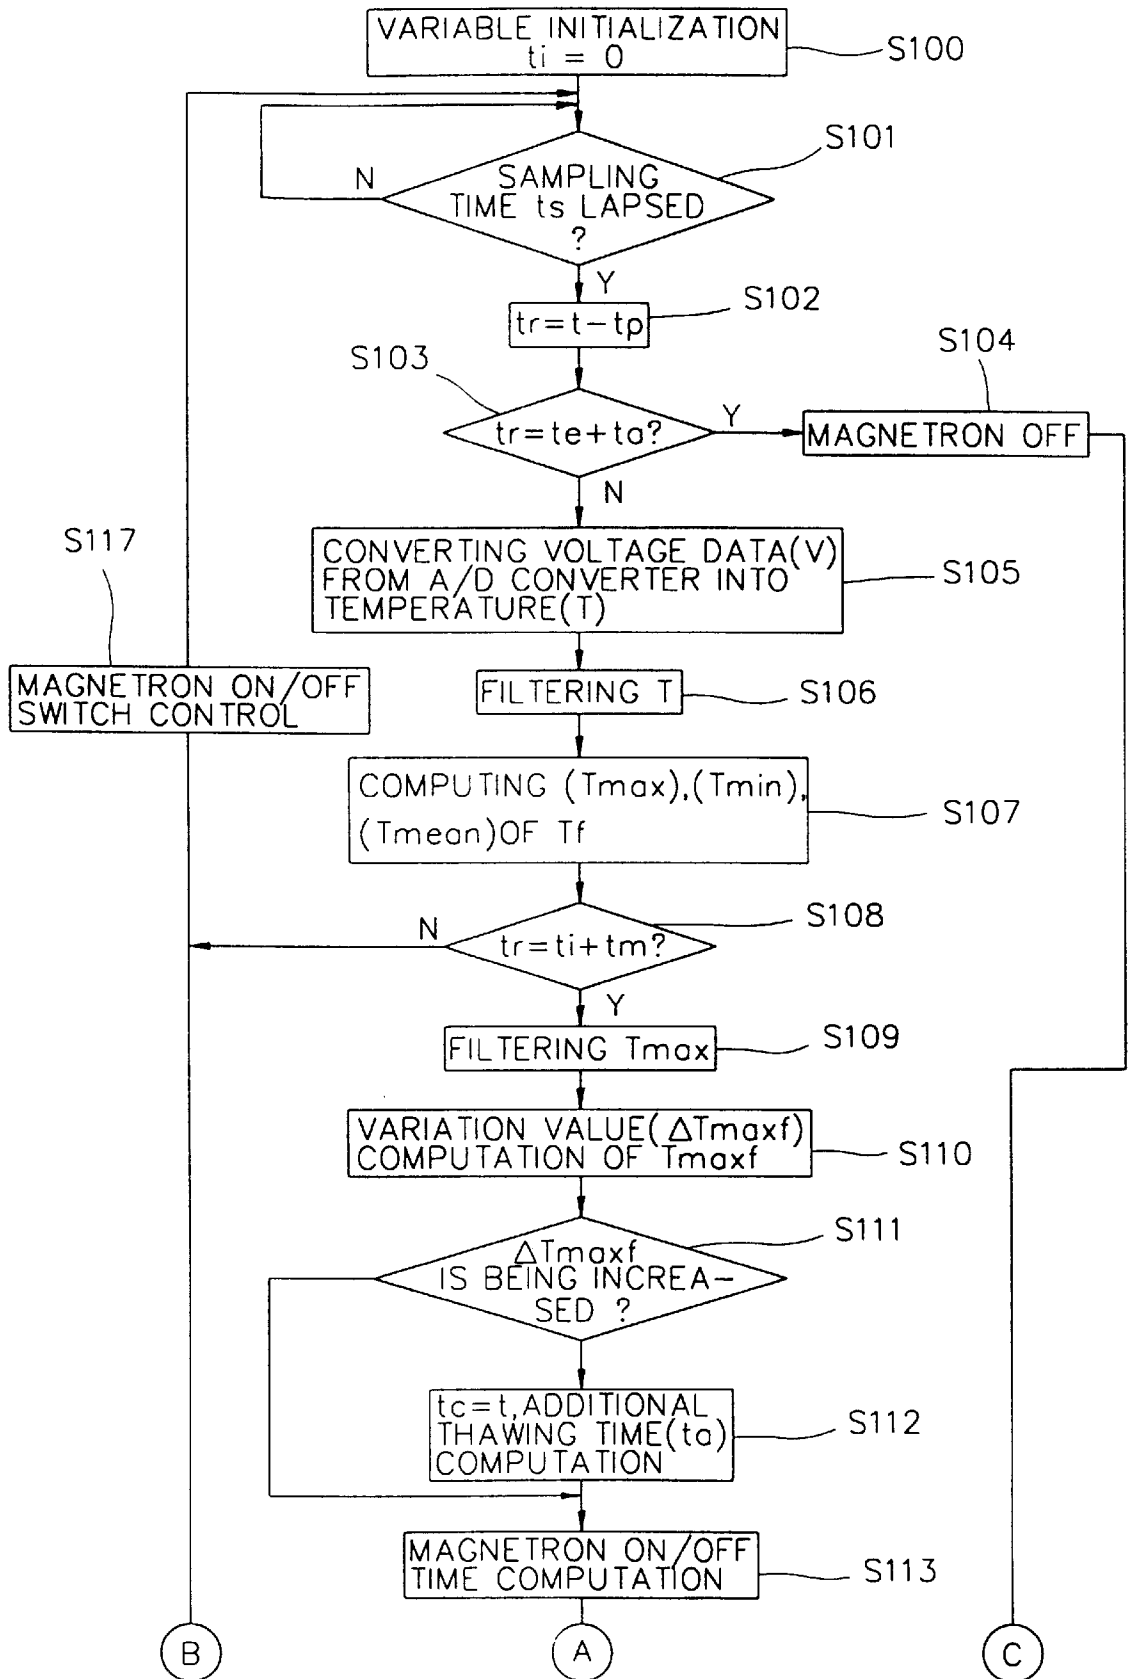 VARIABLE INITIALIZATION
ti = 0
S100
S101
SAMPLING
TIME ts LAPSED
?
N
Y
S102
tr=t-tp
S103
S104
tr=te+ta?
Y
MAGNETRON OFF
N
S117
CONVERTING VOLTAGE DATA(V)
FROM A/D CONVERTER INTO
TEMPERATURE(T)
S105
MAGNETRON ON/OFF
SWITCH CONTROL
FILTERING T
S106
COMPUTING (Tmax),(Tmin),
(Tmean)OF Tf
S107
S108
N
tr=ti+tm?
Y
FILTERING Tmax
S109
VARIATION VALUE(ΔTmaxf)
COMPUTATION OF Tmaxf
S110
S111
ΔTmaxf
IS BEING INCREA-
SED ?
tc=t,ADDITIONAL
THAWING TIME(ta)
COMPUTATION
S112
MAGNETRON ON/OFF
TIME COMPUTATION
S113
B
A
C